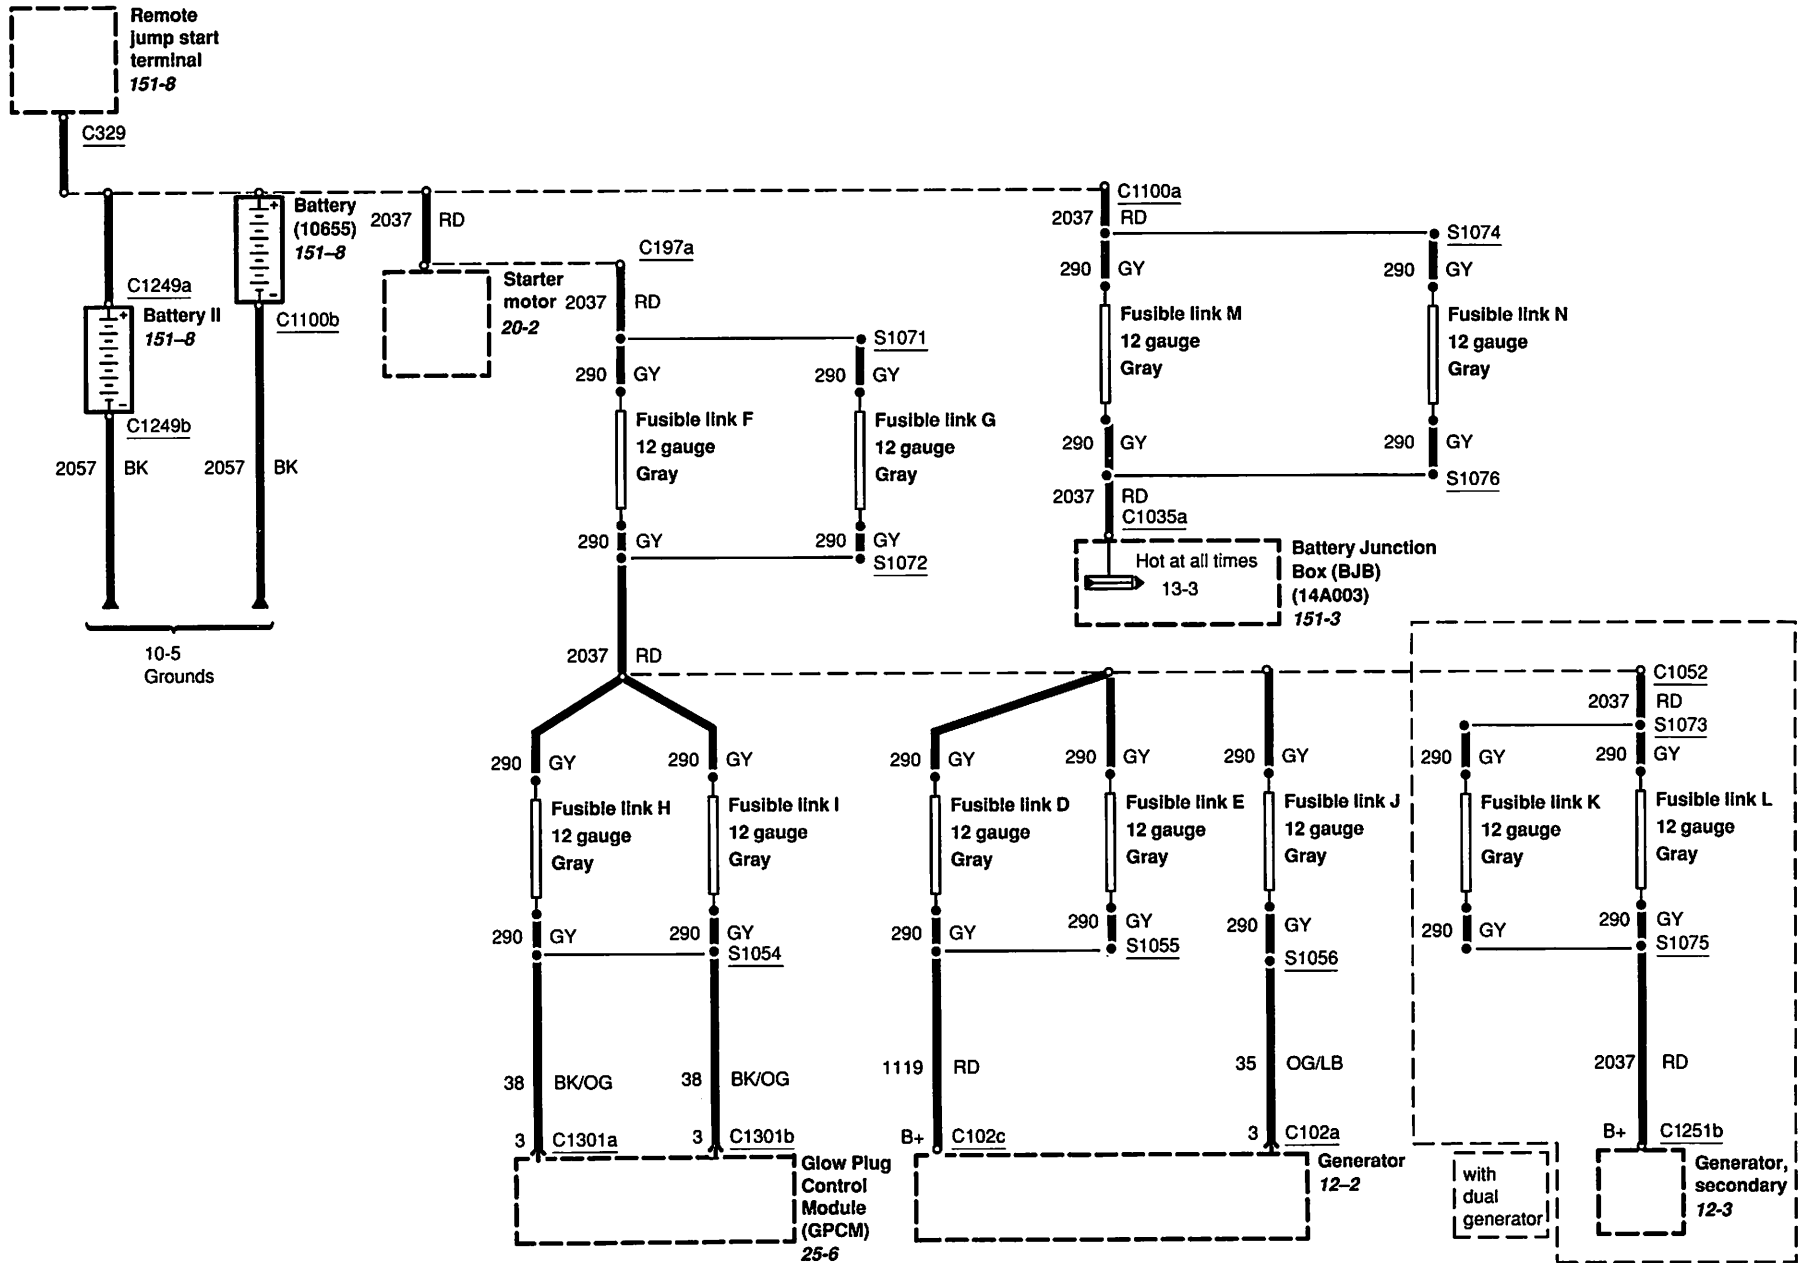 Remote
jump start
terminal
151-8
C329
Battery
(10655)
151–8
C1249a
Battery II
151–8
C1100b
C1249b
2057 BK
2057 BK
10-5
Grounds
2037 RD
Starter
motor
20-2
C197a
2037 RD
S1071
290 GY
290 GY
Fusible link F
12 gauge
Gray
Fusible link G
12 gauge
Gray
290 GY
290 GY
S1072
2037 RD
C1100a
2037 RD
S1074
290 GY
290 GY
Fusible link M
12 gauge
Gray
Fusible link N
12 gauge
Gray
290 GY
290 GY
S1076
2037 RD
C1035a
Hot at all times
13-3
Battery Junction
Box (BJB)
(14A003)
151-3
290 GY
290 GY
Fusible link H
12 gauge
Gray
Fusible link I
12 gauge
Gray
290 GY
290 GY
S1054
38 BK/OG
38 BK/OG
3 C1301a
3 C1301b
Glow Plug
Control
Module
(GPCM)
25-6
290 GY
290 GY
290 GY
Fusible link D
12 gauge
Gray
Fusible link E
12 gauge
Gray
Fusible link J
12 gauge
Gray
290 GY
290 GY
S1055
290 GY
S1056
1119 RD
35 OG/LB
B+ C102c
3 C102a
Generator
12–2
C1052
2037 RD
S1073
290 GY
290 GY
Fusible link K
12 gauge
Gray
Fusible link L
12 gauge
Gray
290 GY
290 GY
S1075
2037 RD
B+ C1251b
with
dual
generator
Generator,
secondary
12-3